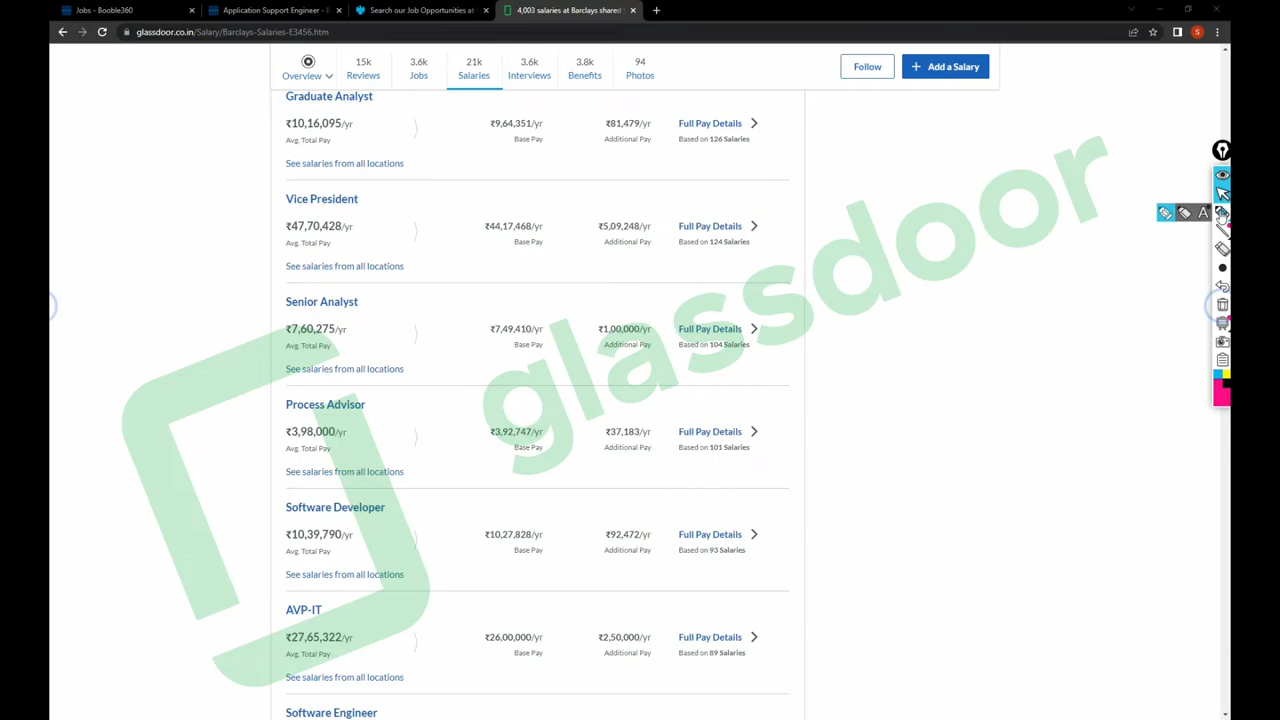 Jobs - Booble360
Application Support Engineer - B
Search our Job Opportunities at
4,003 salaries at Barclays shared
glassdoor.co.in/Salary/Barclays-Salaries-E3456.htm
Overview
15k
Reviews
3.6k
Jobs
21k
Salaries
3.6k
Interviews
3.8k
Benefits
94
Photos
Follow
+ Add a Salary
Graduate Analyst
₹10,16,095/yr
₹9,64,351/yr
₹81,479/yr
Full Pay Details
Avg. Total Pay
Base Pay
Additional Pay
Based on 126 Salaries
See salaries from all locations
Vice President
₹47,70,428/yr
₹44,17,468/yr
₹5,09,248/yr
Full Pay Details
Avg. Total Pay
Base Pay
Additional Pay
Based on 124 Salaries
See salaries from all locations
Senior Analyst
₹7,60,275/yr
₹7,49,410/yr
₹1,00,000/yr
Full Pay Details
Avg. Total Pay
Base Pay
Additional Pay
Based on 104 Salaries
See salaries from all locations
Process Advisor
₹3,98,000/yr
₹3,92,747/yr
₹37,183/yr
Full Pay Details
Avg. Total Pay
Base Pay
Additional Pay
Based on 101 Salaries
See salaries from all locations
Software Developer
₹10,39,790/yr
₹10,27,828/yr
₹92,472/yr
Full Pay Details
Avg. Total Pay
Base Pay
Additional Pay
Based on 93 Salaries
See salaries from all locations
AVP-IT
₹27,65,322/yr
₹26,00,000/yr
₹2,50,000/yr
Full Pay Details
Avg. Total Pay
Base Pay
Additional Pay
Based on 89 Salaries
See salaries from all locations
Software Engineer
glassdoor
S
A